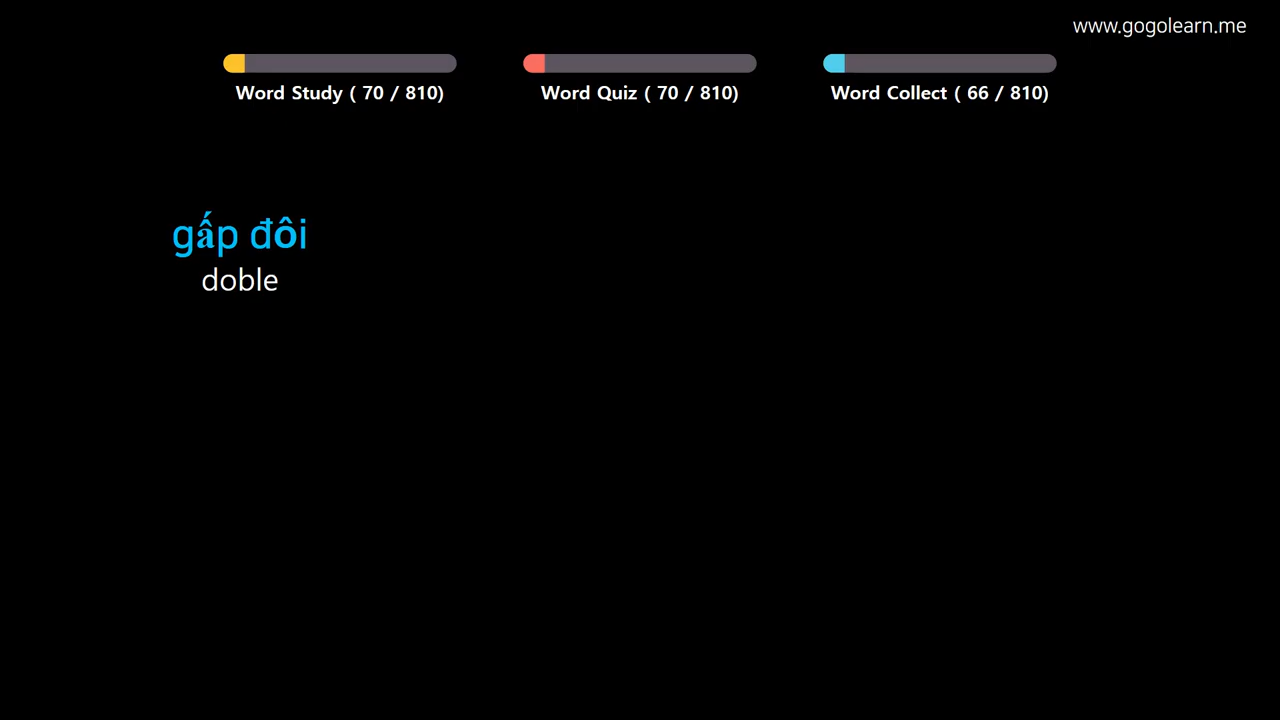 www.gogolearn.me
Word Study ( 70 / 810)
Word Quiz ( 70 / 810)
Word Collect ( 66 / 810)
gấp đôi
doble